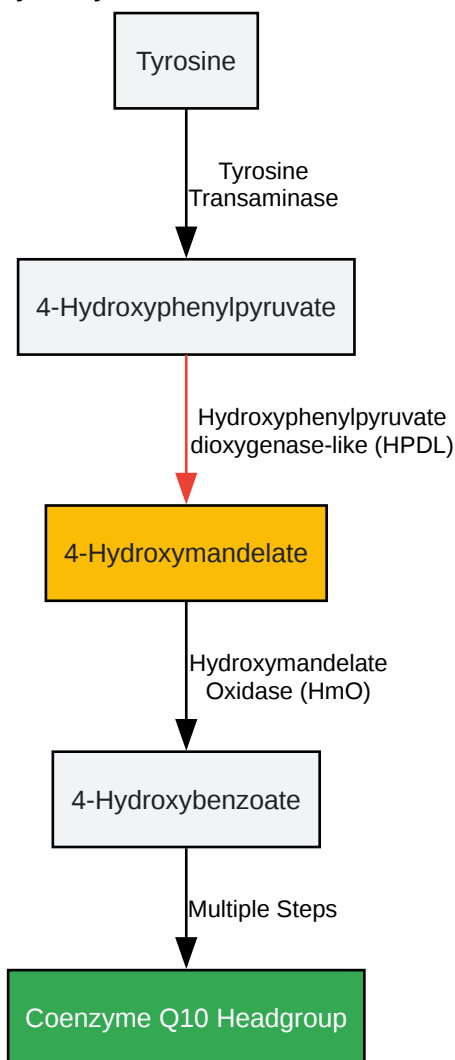 Tyrosine
Tyrosine
Transaminase
4-Hydroxyphenylpyruvate
Hydroxyphenylpyruvate
dioxygenase-like (HPDL)
4-Hydroxymandelate
Hydroxymandelate
Oxidase (HmO)
4-Hydroxybenzoate
Multiple Steps
Coenzyme Q10 Headgroup